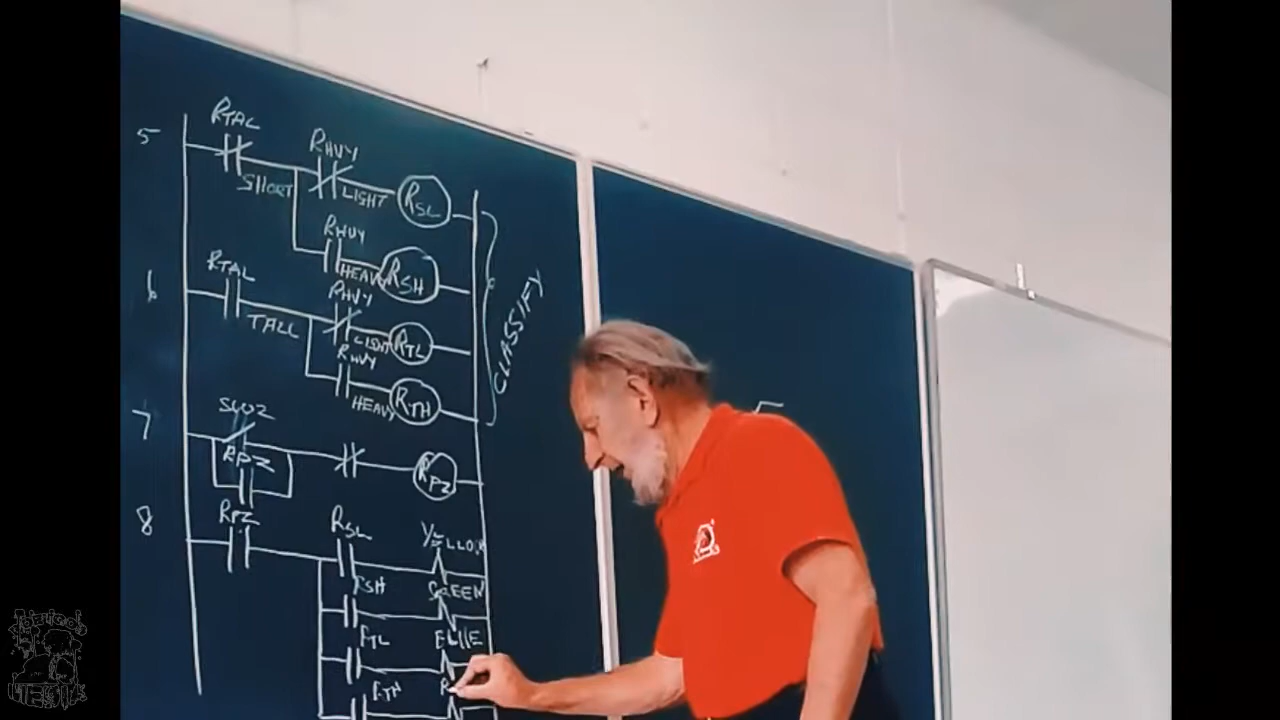 5 RTAL RHVY
SHORT LIGHT RSL
RHVY
HEAVY RSH
6 RTAL RHVY
TALL LIGHT RTL
RHVY
HEAVY RTH
CLASSIFY
7 SW02
RPZ RPZ
8 RPZ RSL YELLOW
RSH GREEN
RTL BLUE
RTH R